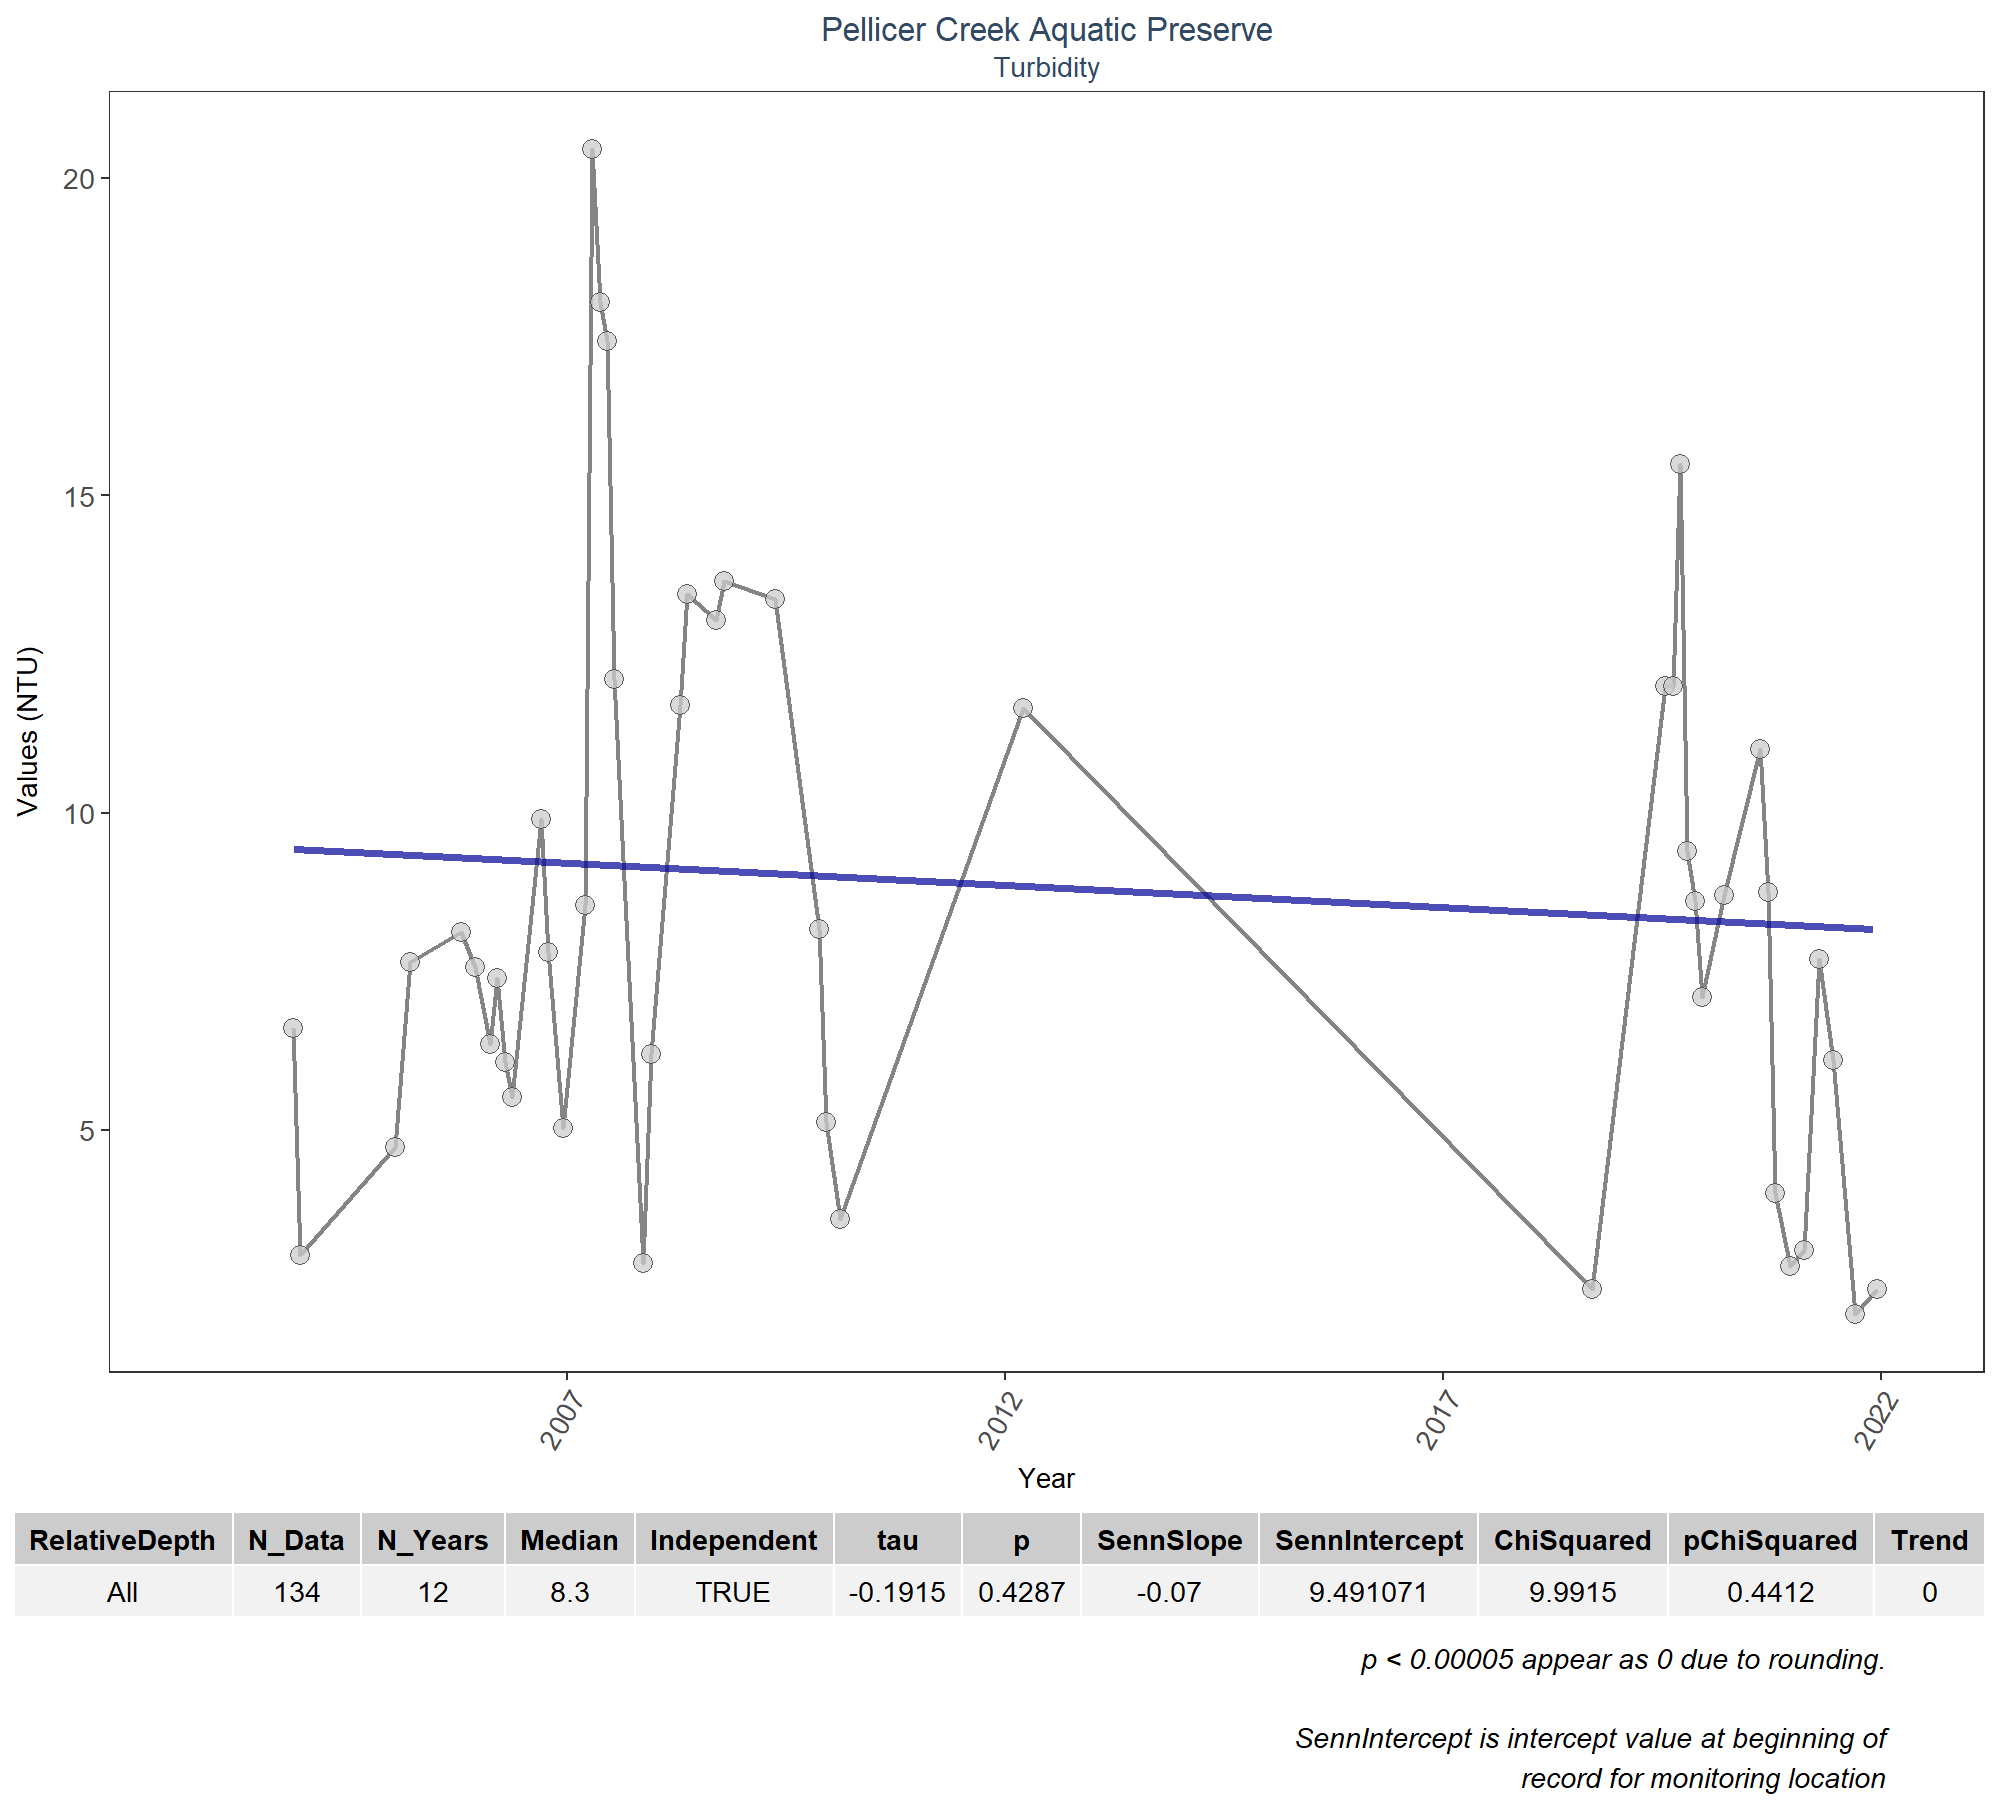 Pellicer Creek Aquatic Preserve
Turbidity
20
15
10
5
Values (NTU)
2007 2012 2017 2022
Year
RelativeDepth N_Data N_Years Median Independent tau p SennSlope SennIntercept ChiSquared pChiSquared Trend
All 134 12 8.3 TRUE -0.1915 0.4287 -0.07 9.491071 9.9915 0.4412 0
p < 0.00005 appear as 0 due to rounding.
SennIntercept is intercept value at beginning of
record for monitoring location